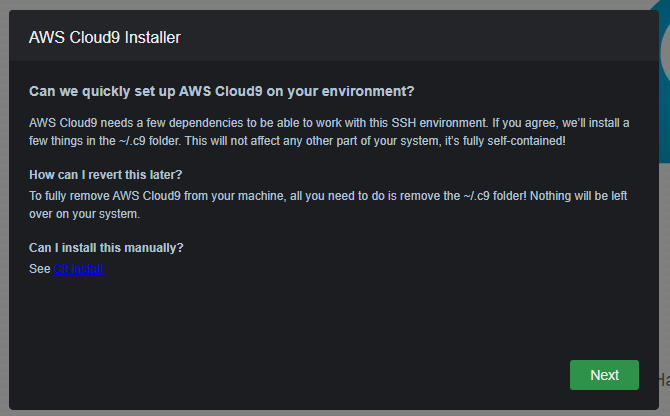 AWS Cloud9 Installer
Can we quickly set up AWS Cloud9 on your environment?
AWS Cloud9 needs a few dependencies to be able to work with this SSH environment. If you agree, we'll install a
few things in the ~/.c9 folder. This will not affect any other part of your system, it's fully self-contained!
How can I revert this later?
To fully remove AWS Cloud9 from your machine, all you need to do is remove the ~/.c9 folder! Nothing will be left
over on your system.
Can I install this manually?
See C9 Install
Next
Ha